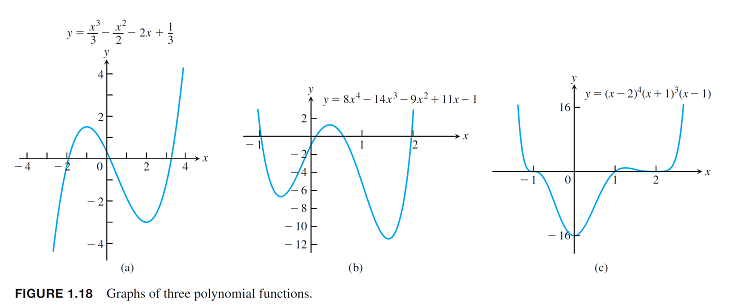 y = x³/3 − x²/2 − 2x + 1/3
y
4
2
−4
−2
0
2
4
x
−2
−4
(a)
y
y = 8x⁴ − 14x³ − 9x² + 11x − 1
2
−1
1
2
x
−2
−4
−6
−8
−10
−12
(b)
y
y = (x − 2)⁴(x + 1)³(x − 1)
16
−1
0
1
2
x
−16
(c)
FIGURE 1.18 Graphs of three polynomial functions.